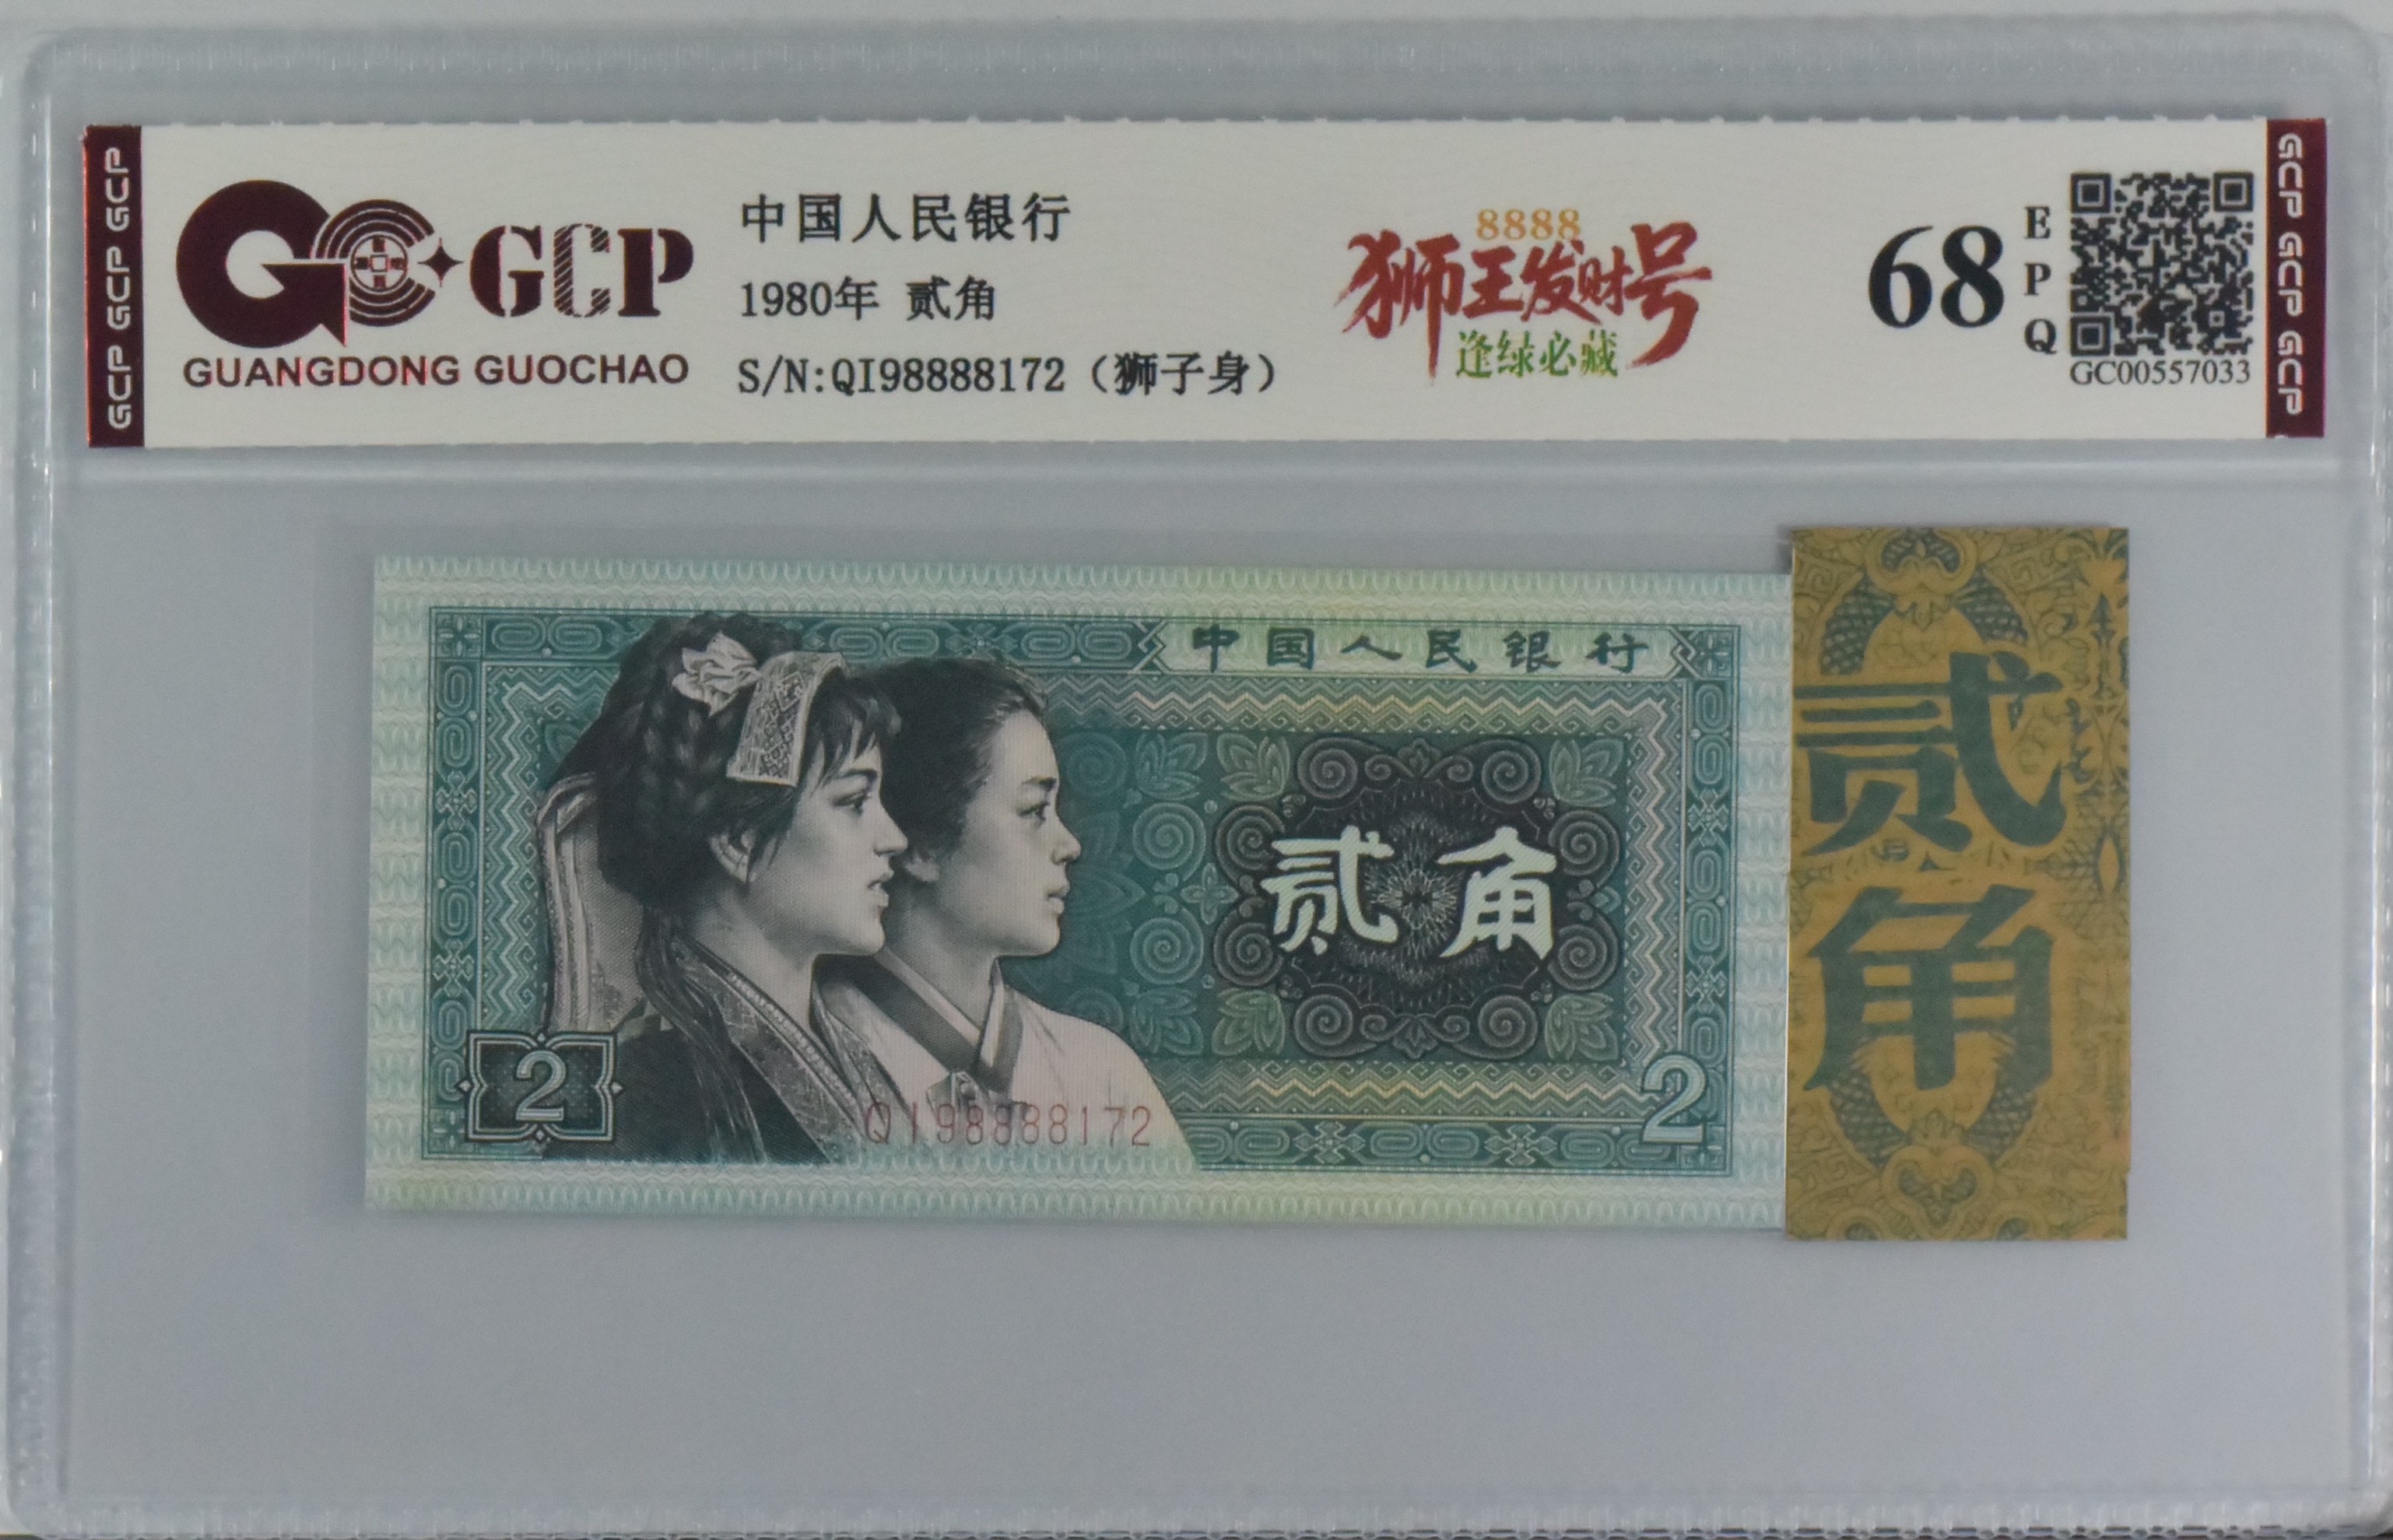 GCP GCP GCP
GCP
GUANGDONG GUOCHAO
中国人民银行
1980年 贰角
S/N:QI98888172（狮子身）
8888
狮王发财号
逢绿必藏
68
EPQ
GC00557033
GCP GCP GCP
中国人民银行
贰角
2
QI98888172
2
贰角